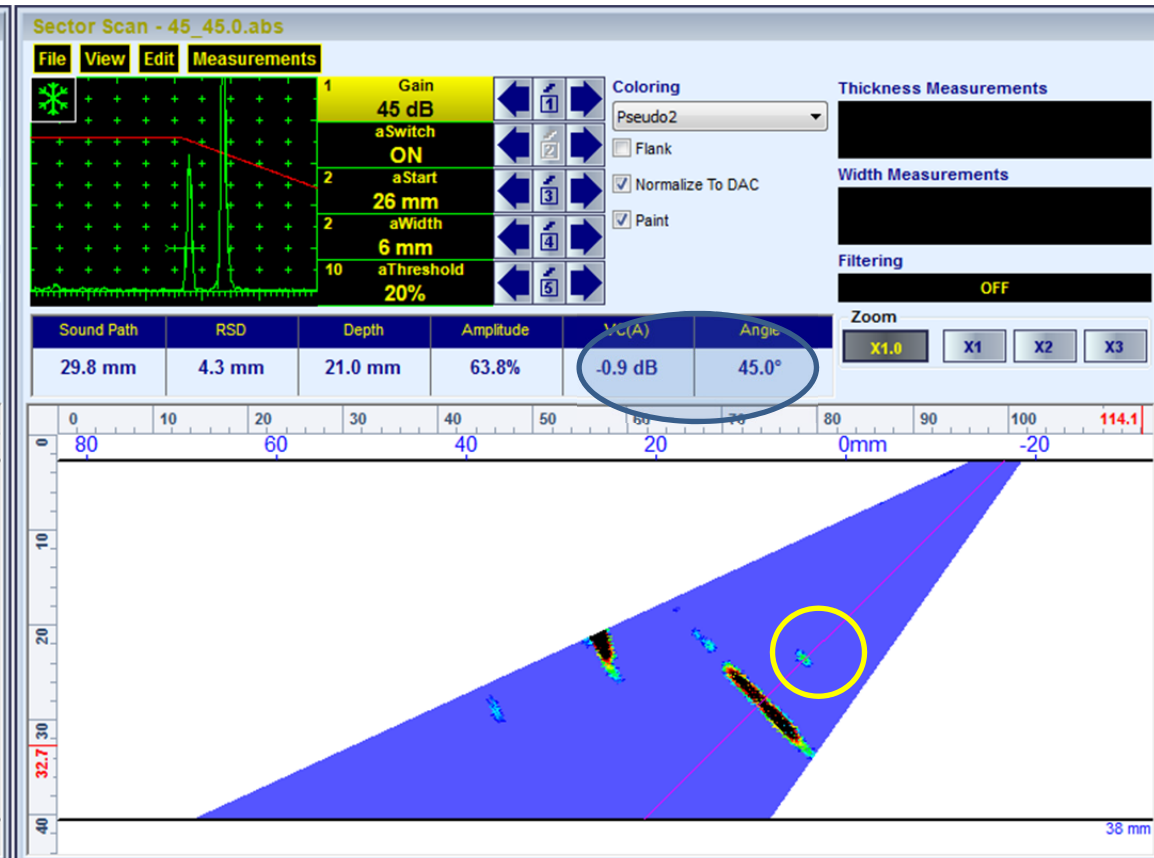 Sector Scan - 45_45.0.abs
File View Edit Measurements
1 Gain
45 dB
1
aSwitch
ON
2
2 aStart
26 mm
3
2 aWidth
6 mm
4
10 aThreshold
20%
5
Coloring
Pseudo2
Flank
Normalize To DAC
Paint
Thickness Measurements
Width Measurements
Filtering
OFF
Zoom
X1.0 X1 X2 X3
Sound Path RSD Depth Amplitude VC(A) Angle
29.8 mm 4.3 mm 21.0 mm 63.8% -0.9 dB 45.0°
0 10 20 30 40 50 60 70 80 90 100 114.1
80 60 40 20 0mm -20
0
10
20
30
32.7
40
38 mm